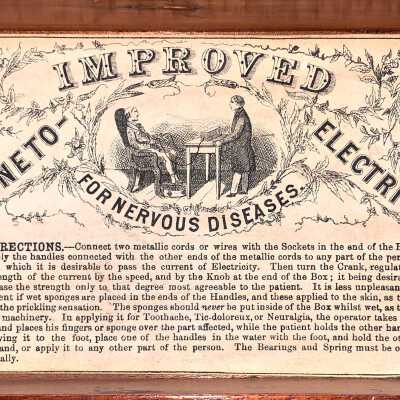 IMPROVED
NETO-
ELECTRI
FOR NERVOUS DISEASES.
RECTIONS.—Connect two metallic cords or wires with the Sockets in the end of the B
ly the handles connected with the other ends of the metallic cords to any part of the per
which it is desirable to pass the current of Electricity. Then turn the Crank, regulat
ngth of the current by the speed, and by the Knob at the end of the Box; it being desira
ase the strength only to that degree most agreeable to the patient. It is less unpleasan
ent if wet sponges are placed in the ends of the Handles, and these applied to the skin, as t
the prickling sensation. The sponges should never be put inside of the Box whilst wet, as t
machinery. In applying it for Toothache, Tic-doloreux, or Neuralgia, the operator takes
and places his fingers or sponge over the part affected, while the patient holds the other han
ying it to the foot, place one of the handles in the water with the foot, and hold the ot
and, or apply it to any other part of the person. The Bearings and Spring must be o
ally.